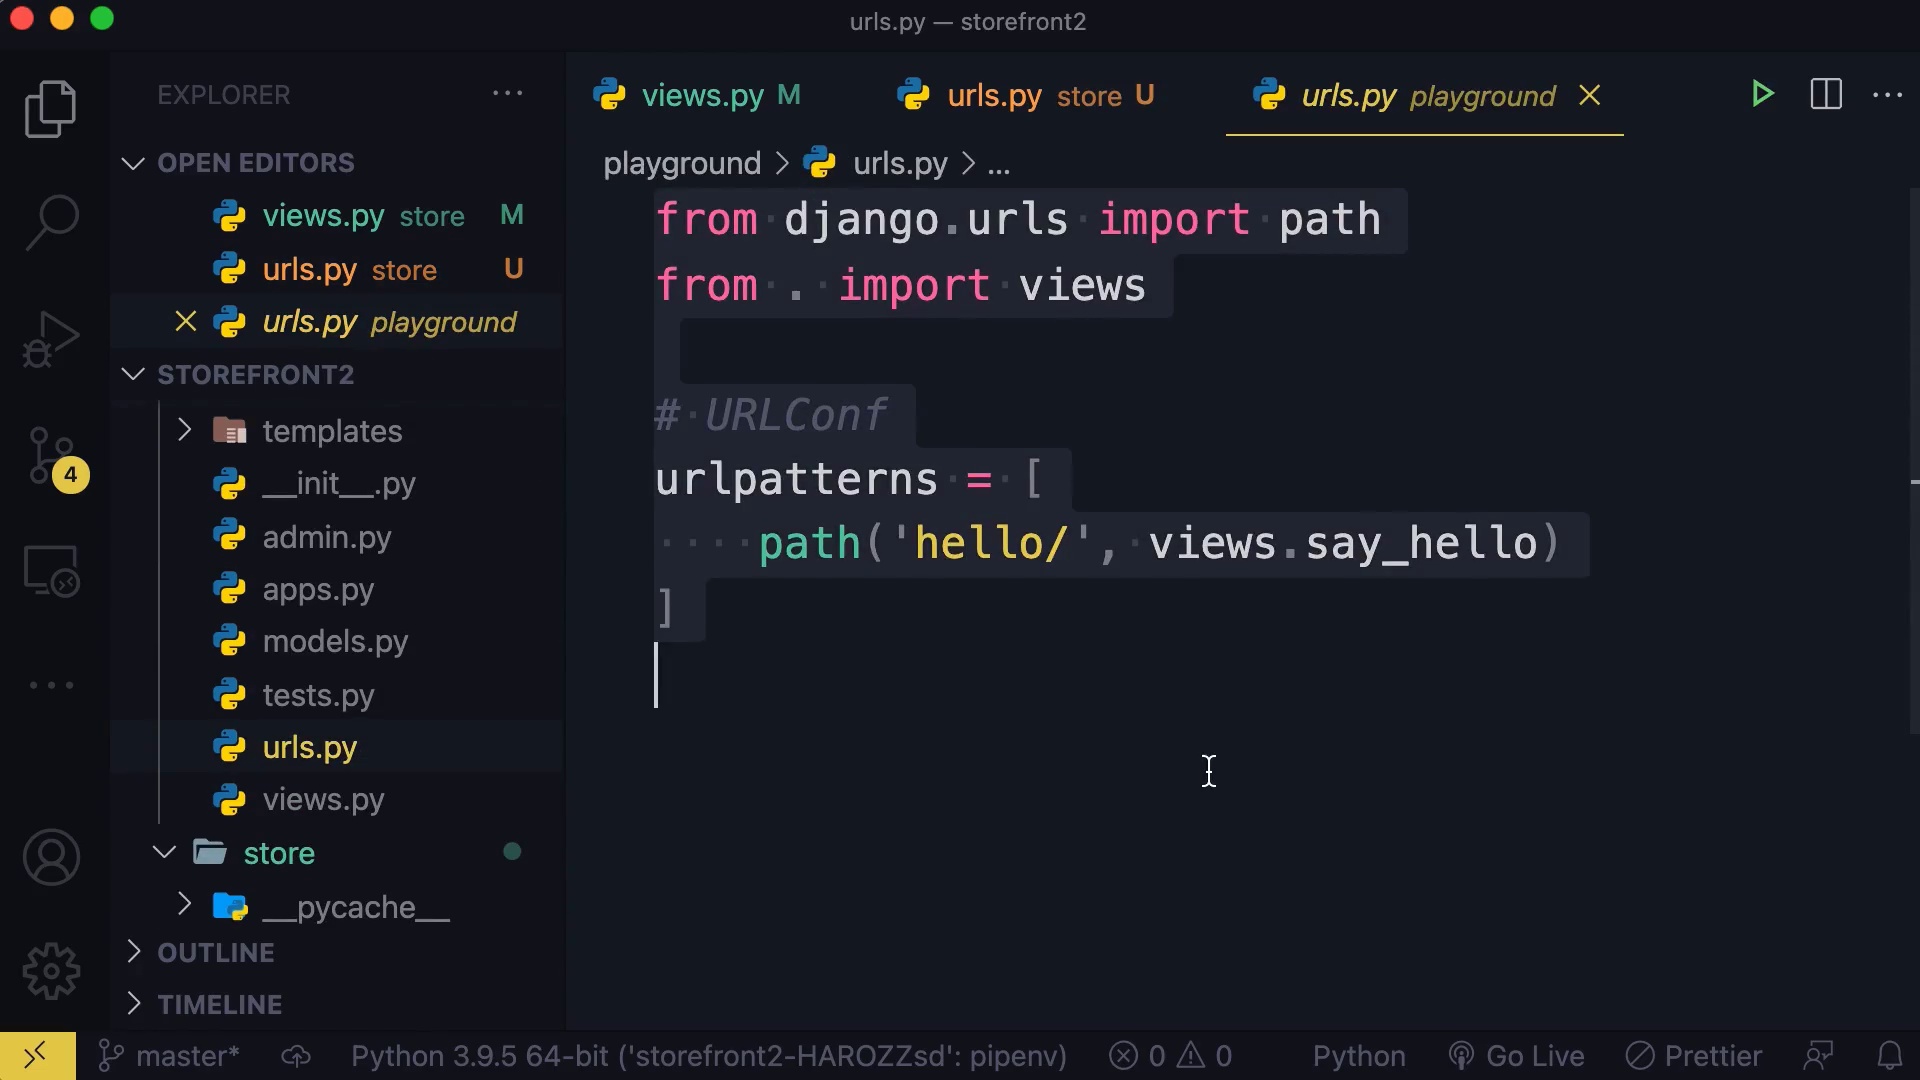 urls.py — storefront2
EXPLORER
OPEN EDITORS
views.py store M
urls.py store U
urls.py playground
STOREFRONT2
templates
__init__.py
admin.py
apps.py
models.py
tests.py
urls.py
views.py
store
__pycache__
OUTLINE
TIMELINE
4
views.py M
urls.py store U
urls.py playground
playground > urls.py > ...
from django.urls import path
from . import views
# URLConf
urlpatterns = [
    path('hello/', views.say_hello)
]
master*
Python 3.9.5 64-bit ('storefront2-HAROZZsd': pipenv)
0
0
Python
Go Live
Prettier